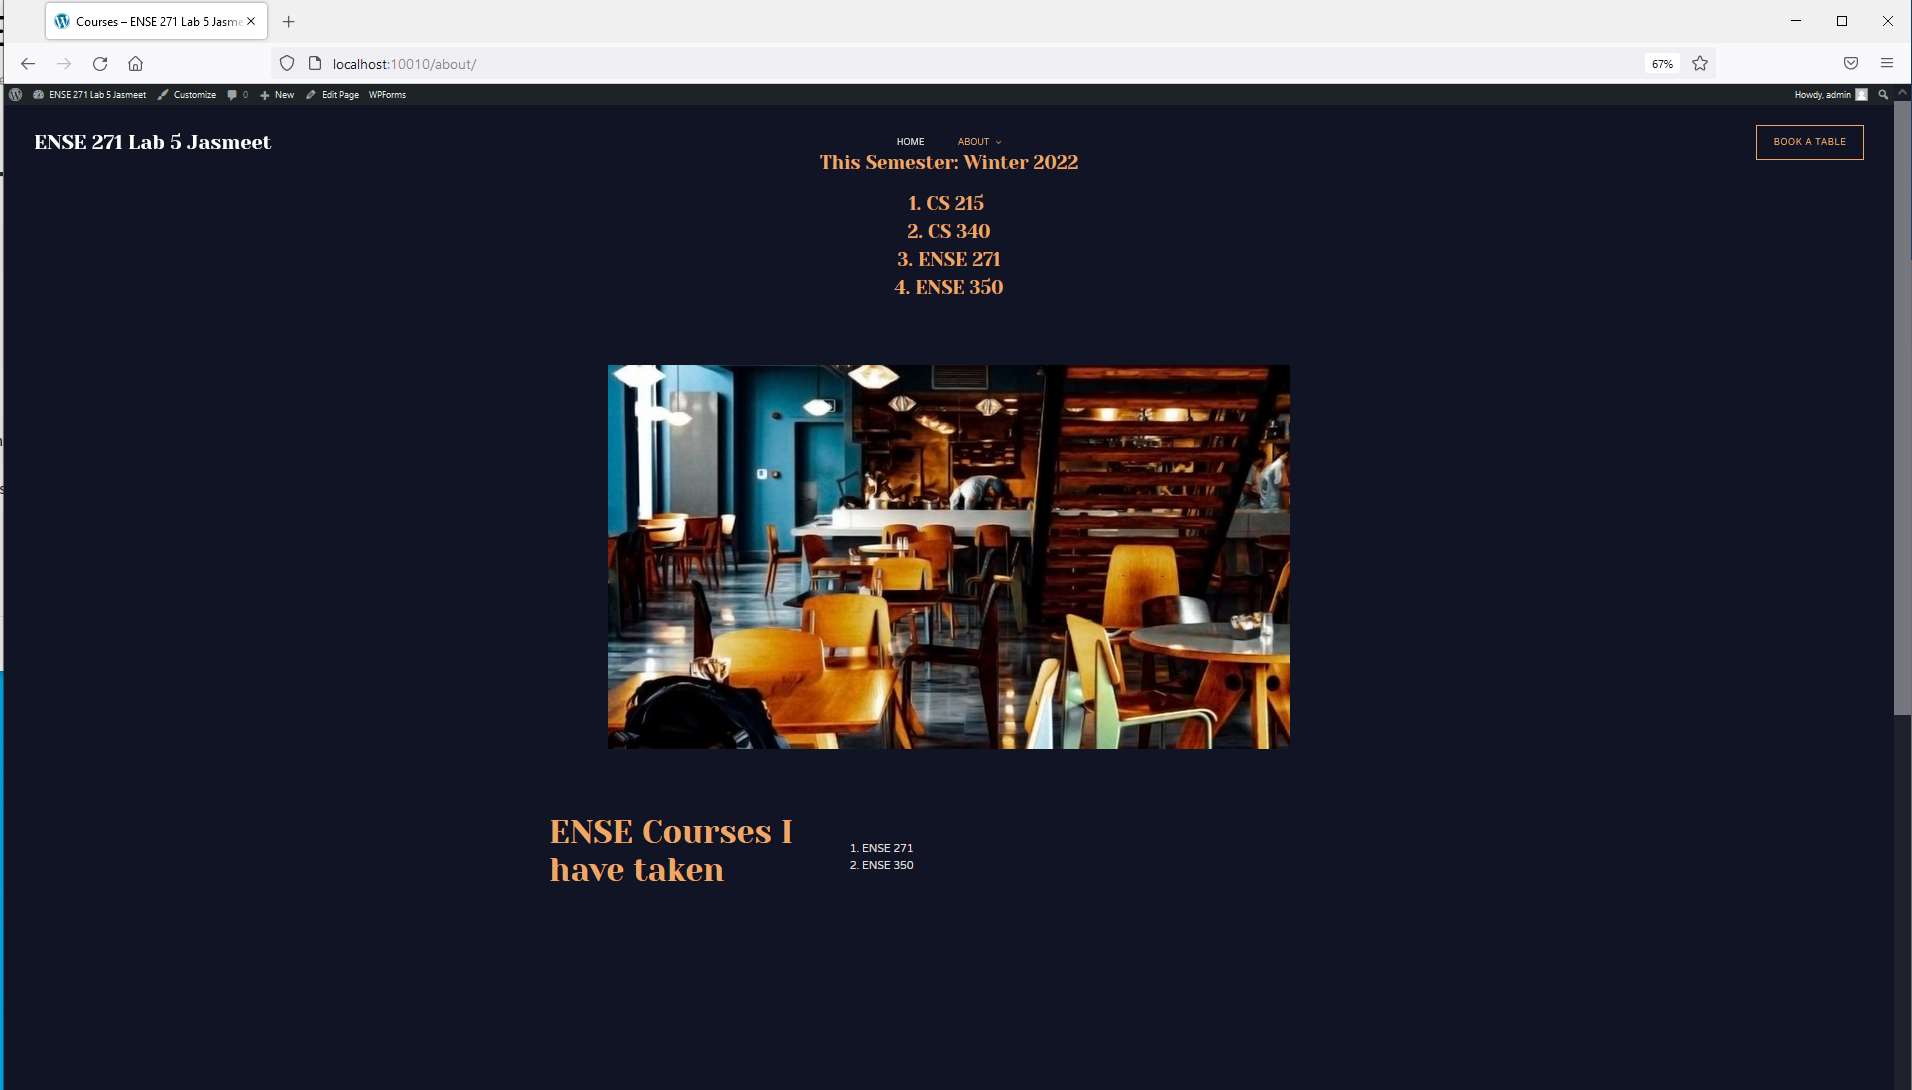 Courses – ENSE 271 Lab 5 Jasme
localhost:10010/about/
67%
ENSE 271 Lab 5 Jasmeet
Customize
0
New
Edit Page
WPForms
Howdy, admin
ENSE 271 Lab 5 Jasmeet
HOME
ABOUT
BOOK A TABLE
This Semester: Winter 2022
1. CS 215
2. CS 340
3. ENSE 271
4. ENSE 350
ENSE Courses I
have taken
1. ENSE 271
2. ENSE 350